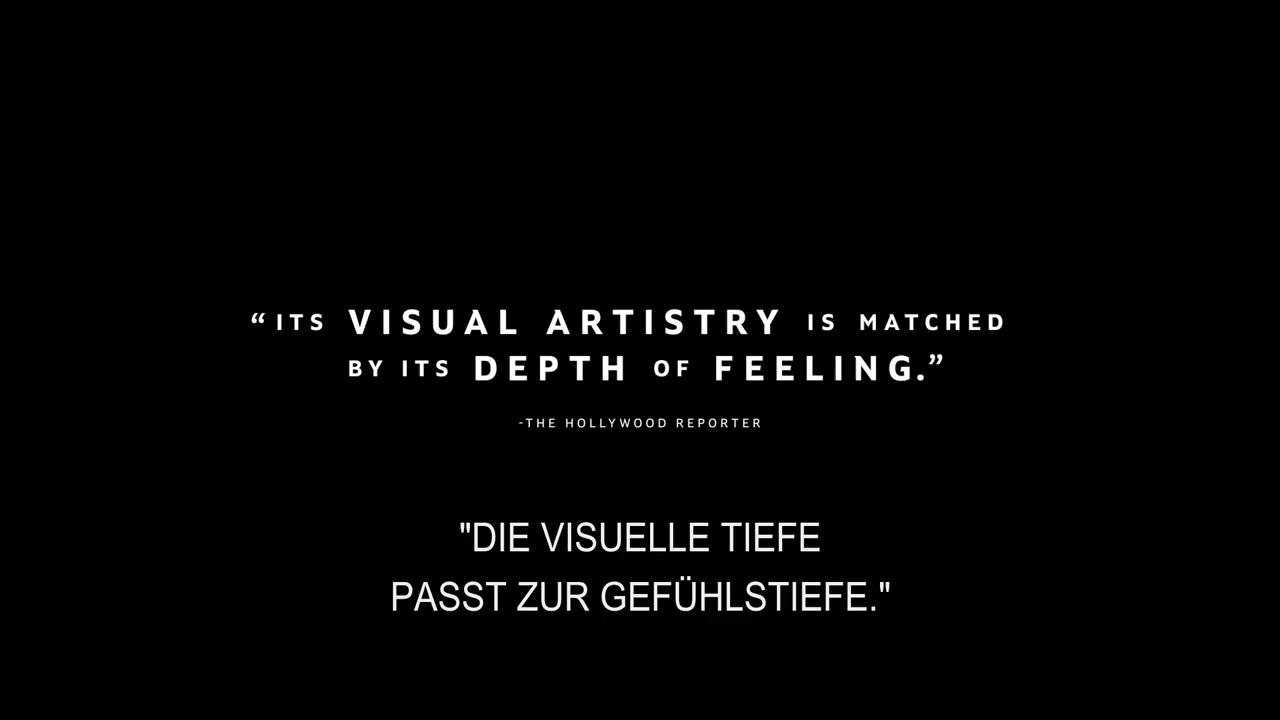 “ITS VISUAL ARTISTRY IS MATCHED
BY ITS DEPTH OF FEELING.”
-THE HOLLYWOOD REPORTER
"DIE VISUELLE TIEFE
PASST ZUR GEFÜHLSTIEFE."